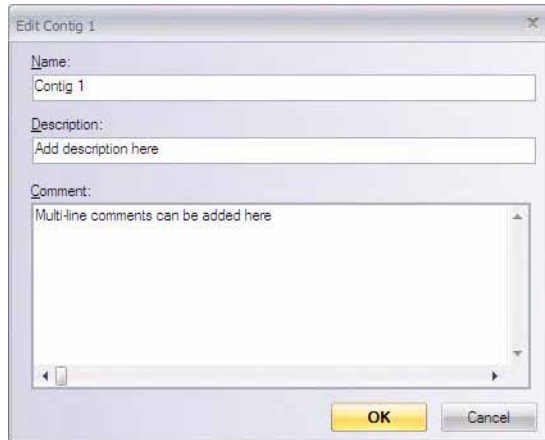 Edit Contig 1
Name:
Contig 1
Description:
Add description here
Comment:
Multi-line comments can be added here
OK Cancel